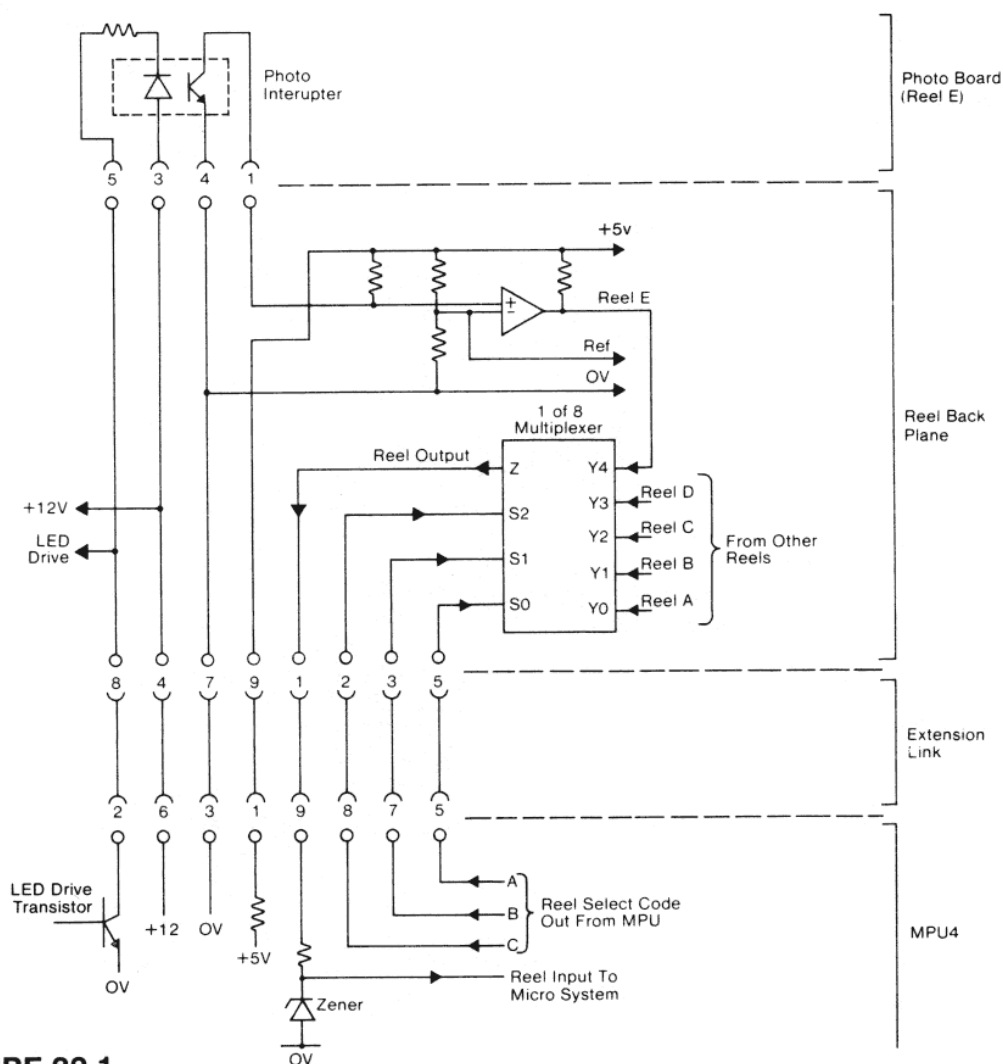 Photo
Interupter
Photo Board
(Reel E)
5 3 4 1
+5v
Reel E
+
−
Ref
OV
1 of 8
Multiplexer
Reel Output
Z Y4
Reel D
Y3
S2
Reel C
Y2
S1
Reel B
Y1
S0
Reel A
Y0
From Other
Reels
Reel Back
Plane
+12V
LED
Drive
8 4 7 9 1 2 3 5
Extension
Link
2 6 3 1 9 8 7 5
LED Drive
Transistor
OV
+12
OV
+5V
A
B
C
Reel Select Code
Out From MPU
MPU4
Reel Input To
Micro System
Zener
OV